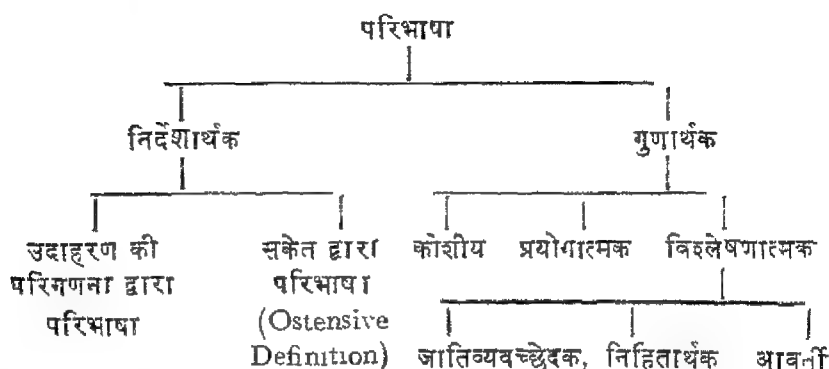 परिभाषा
निर्देशार्थक गुणार्थक
उदाहरण की सकेत द्वारा कोशीय प्रयोगात्मक विश्लेषणात्मक
परिगणना द्वारा परिभाषा
परिभाषा (Ostensive
Definition) जातिव्यवच्छेदक, निहितार्थक आवर्ती